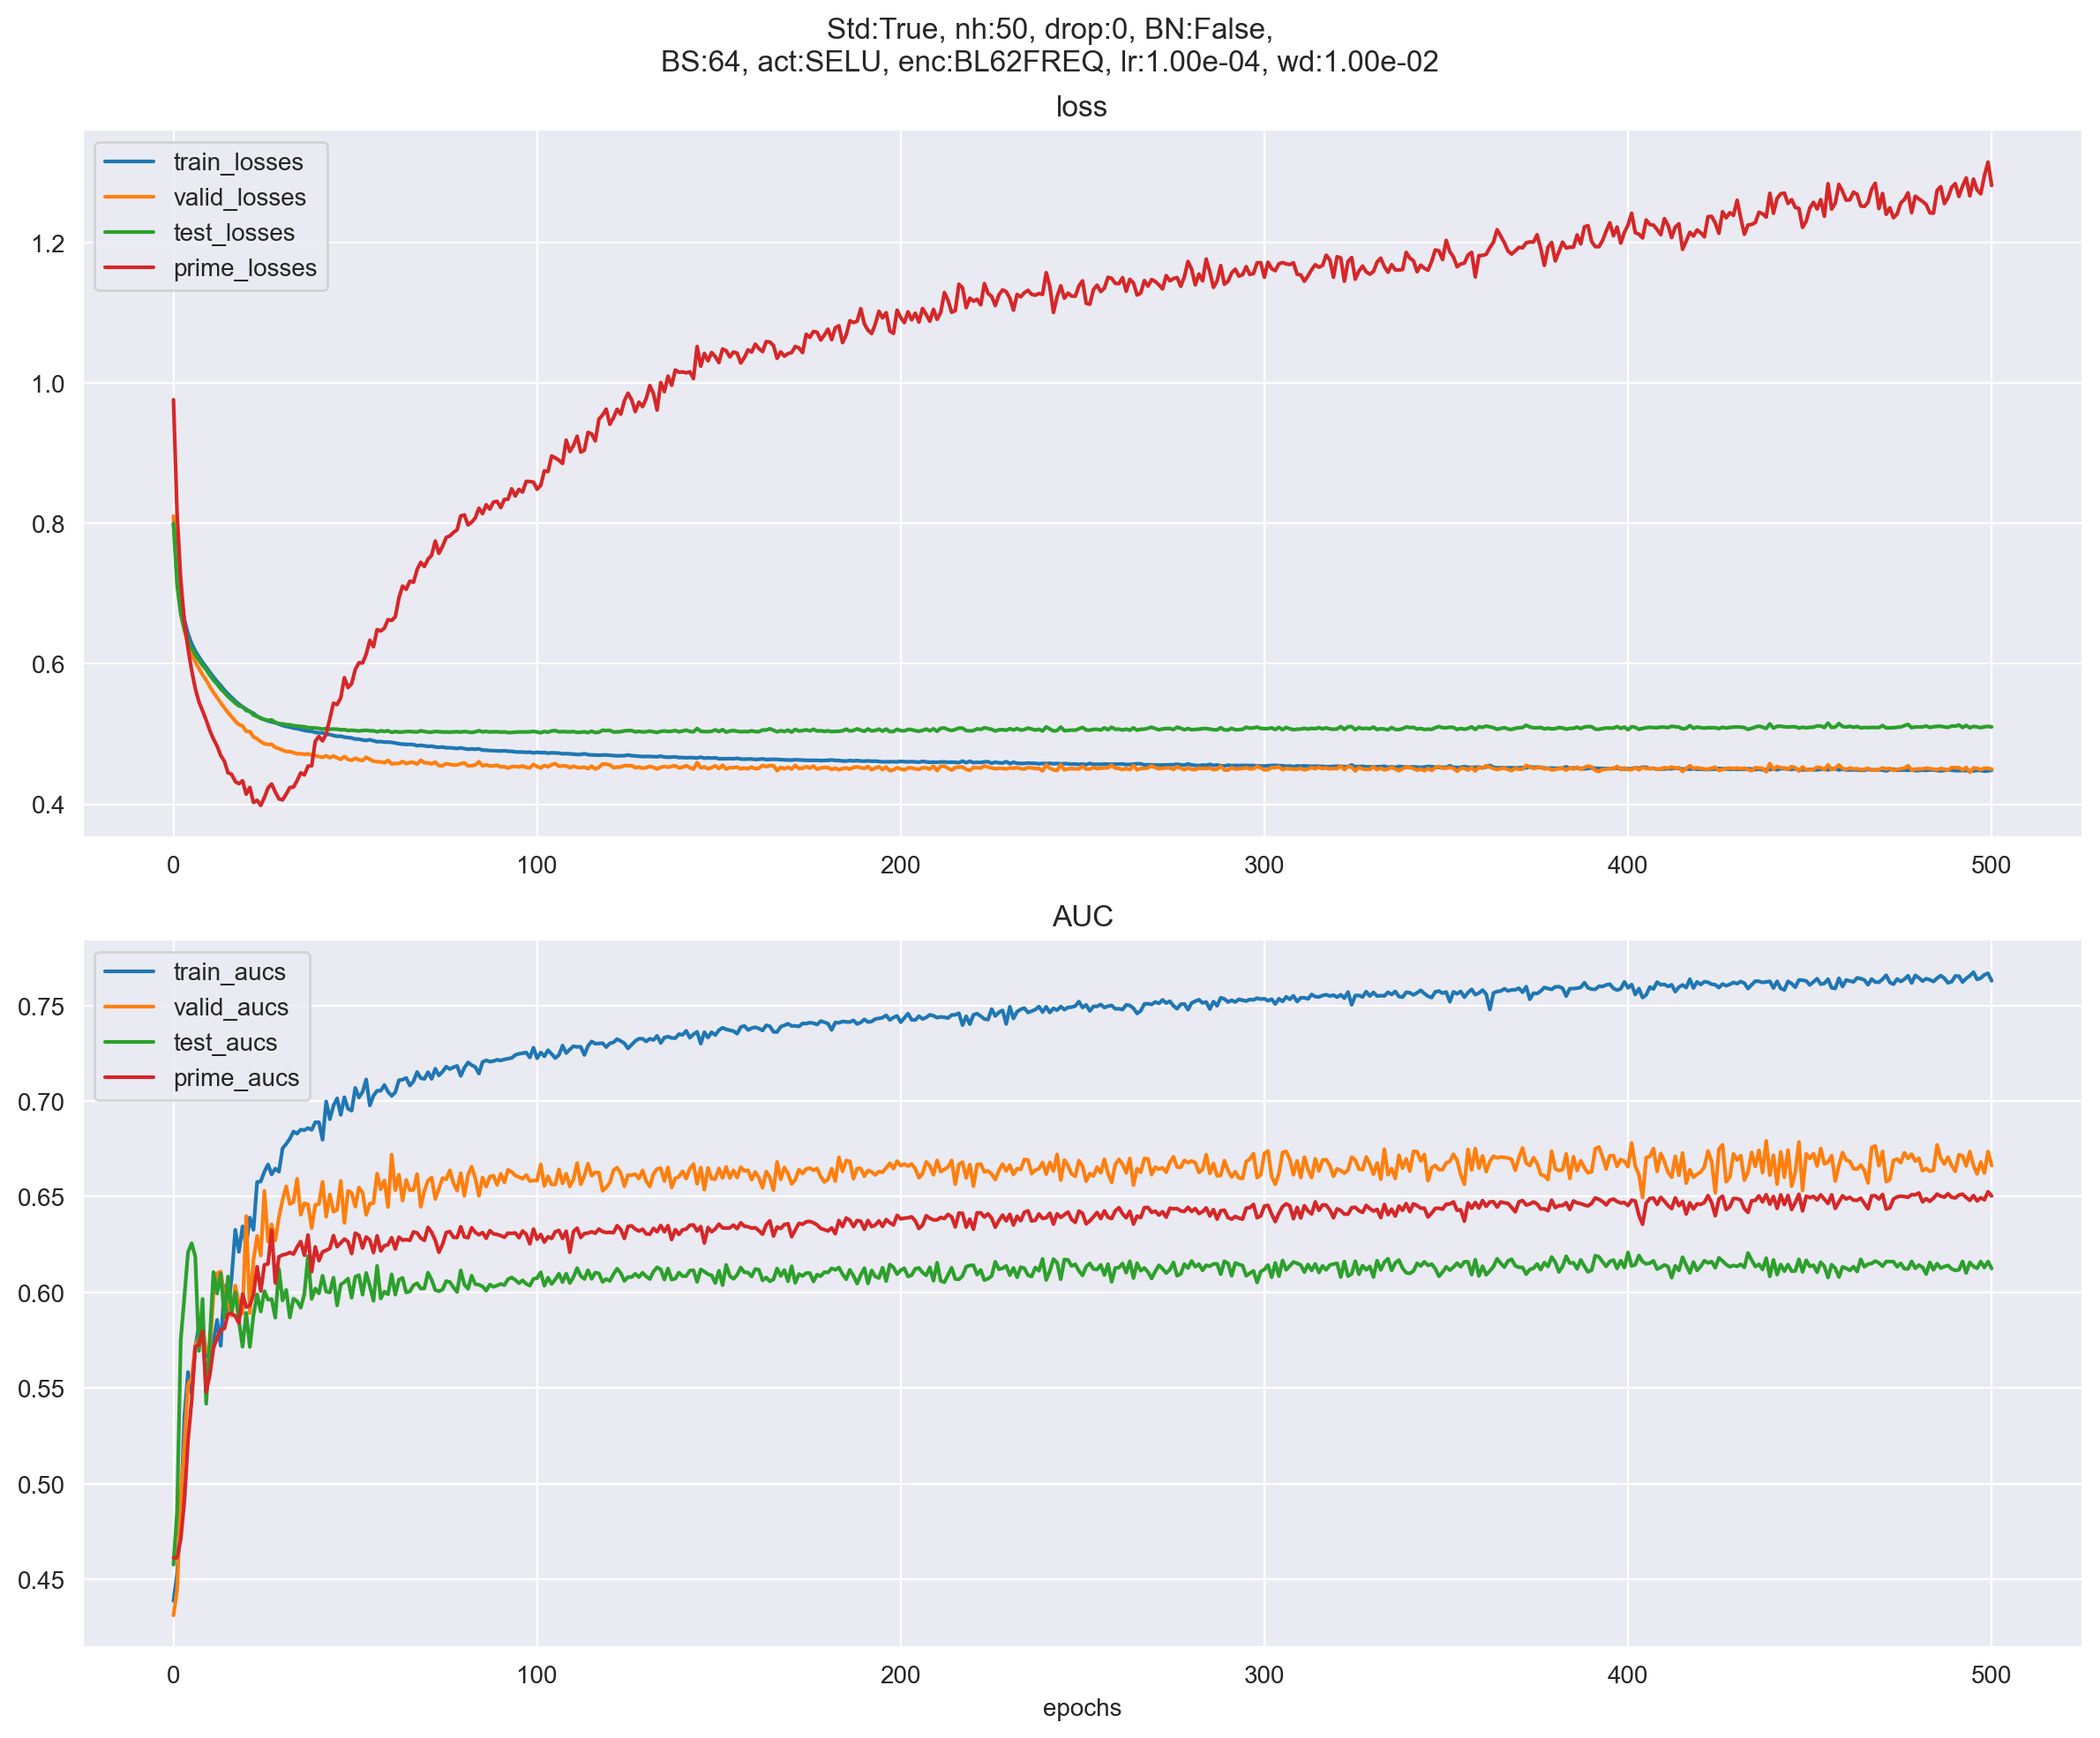 Std:True, nh:50, drop:0, BN:False,
BS:64, act:SELU, enc:BL62FREQ, lr:1.00e-04, wd:1.00e-02
loss
train_losses
valid_losses
test_losses
prime_losses
1.2
1.0
0.8
0.6
0.4
0 100 200 300 400 500
AUC
train_aucs
valid_aucs
test_aucs
prime_aucs
0.75
0.70
0.65
0.60
0.55
0.50
0.45
0 100 200 300 400 500
epochs